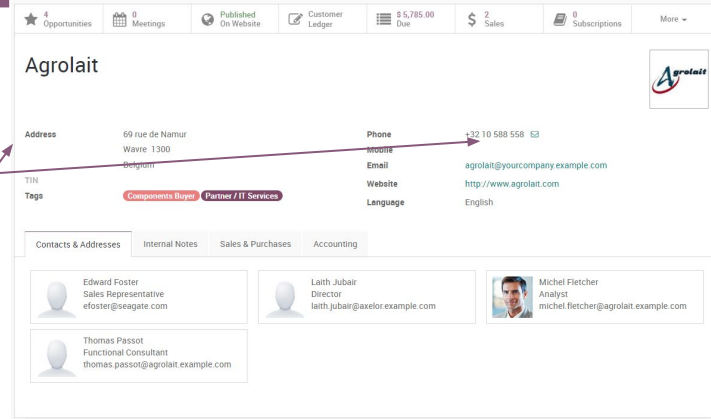 4 Opportunities
0 Meetings
Published On Website
Customer Ledger
$ 5,785.00 Due
2 Sales
0 Subscriptions
More
Agrolait
Agrolait
Address
69 rue de Namur
Wavre 1300
Belgium
TIN
Tags
Components Buyer
Partner / IT Services
Phone
+32 10 588 558
Mobile
Email
agrolait@yourcompany.example.com
Website
http://www.agrolait.com
Language
English
Contacts & Addresses
Internal Notes
Sales & Purchases
Accounting
Edward Foster
Sales Representative
efoster@seagate.com
Laith Jubair
Director
laith.jubair@axelor.example.com
Michel Fletcher
Analyst
michel.fletcher@agrolait.example.com
Thomas Passot
Functional Consultant
thomas.passot@agrolait.example.com